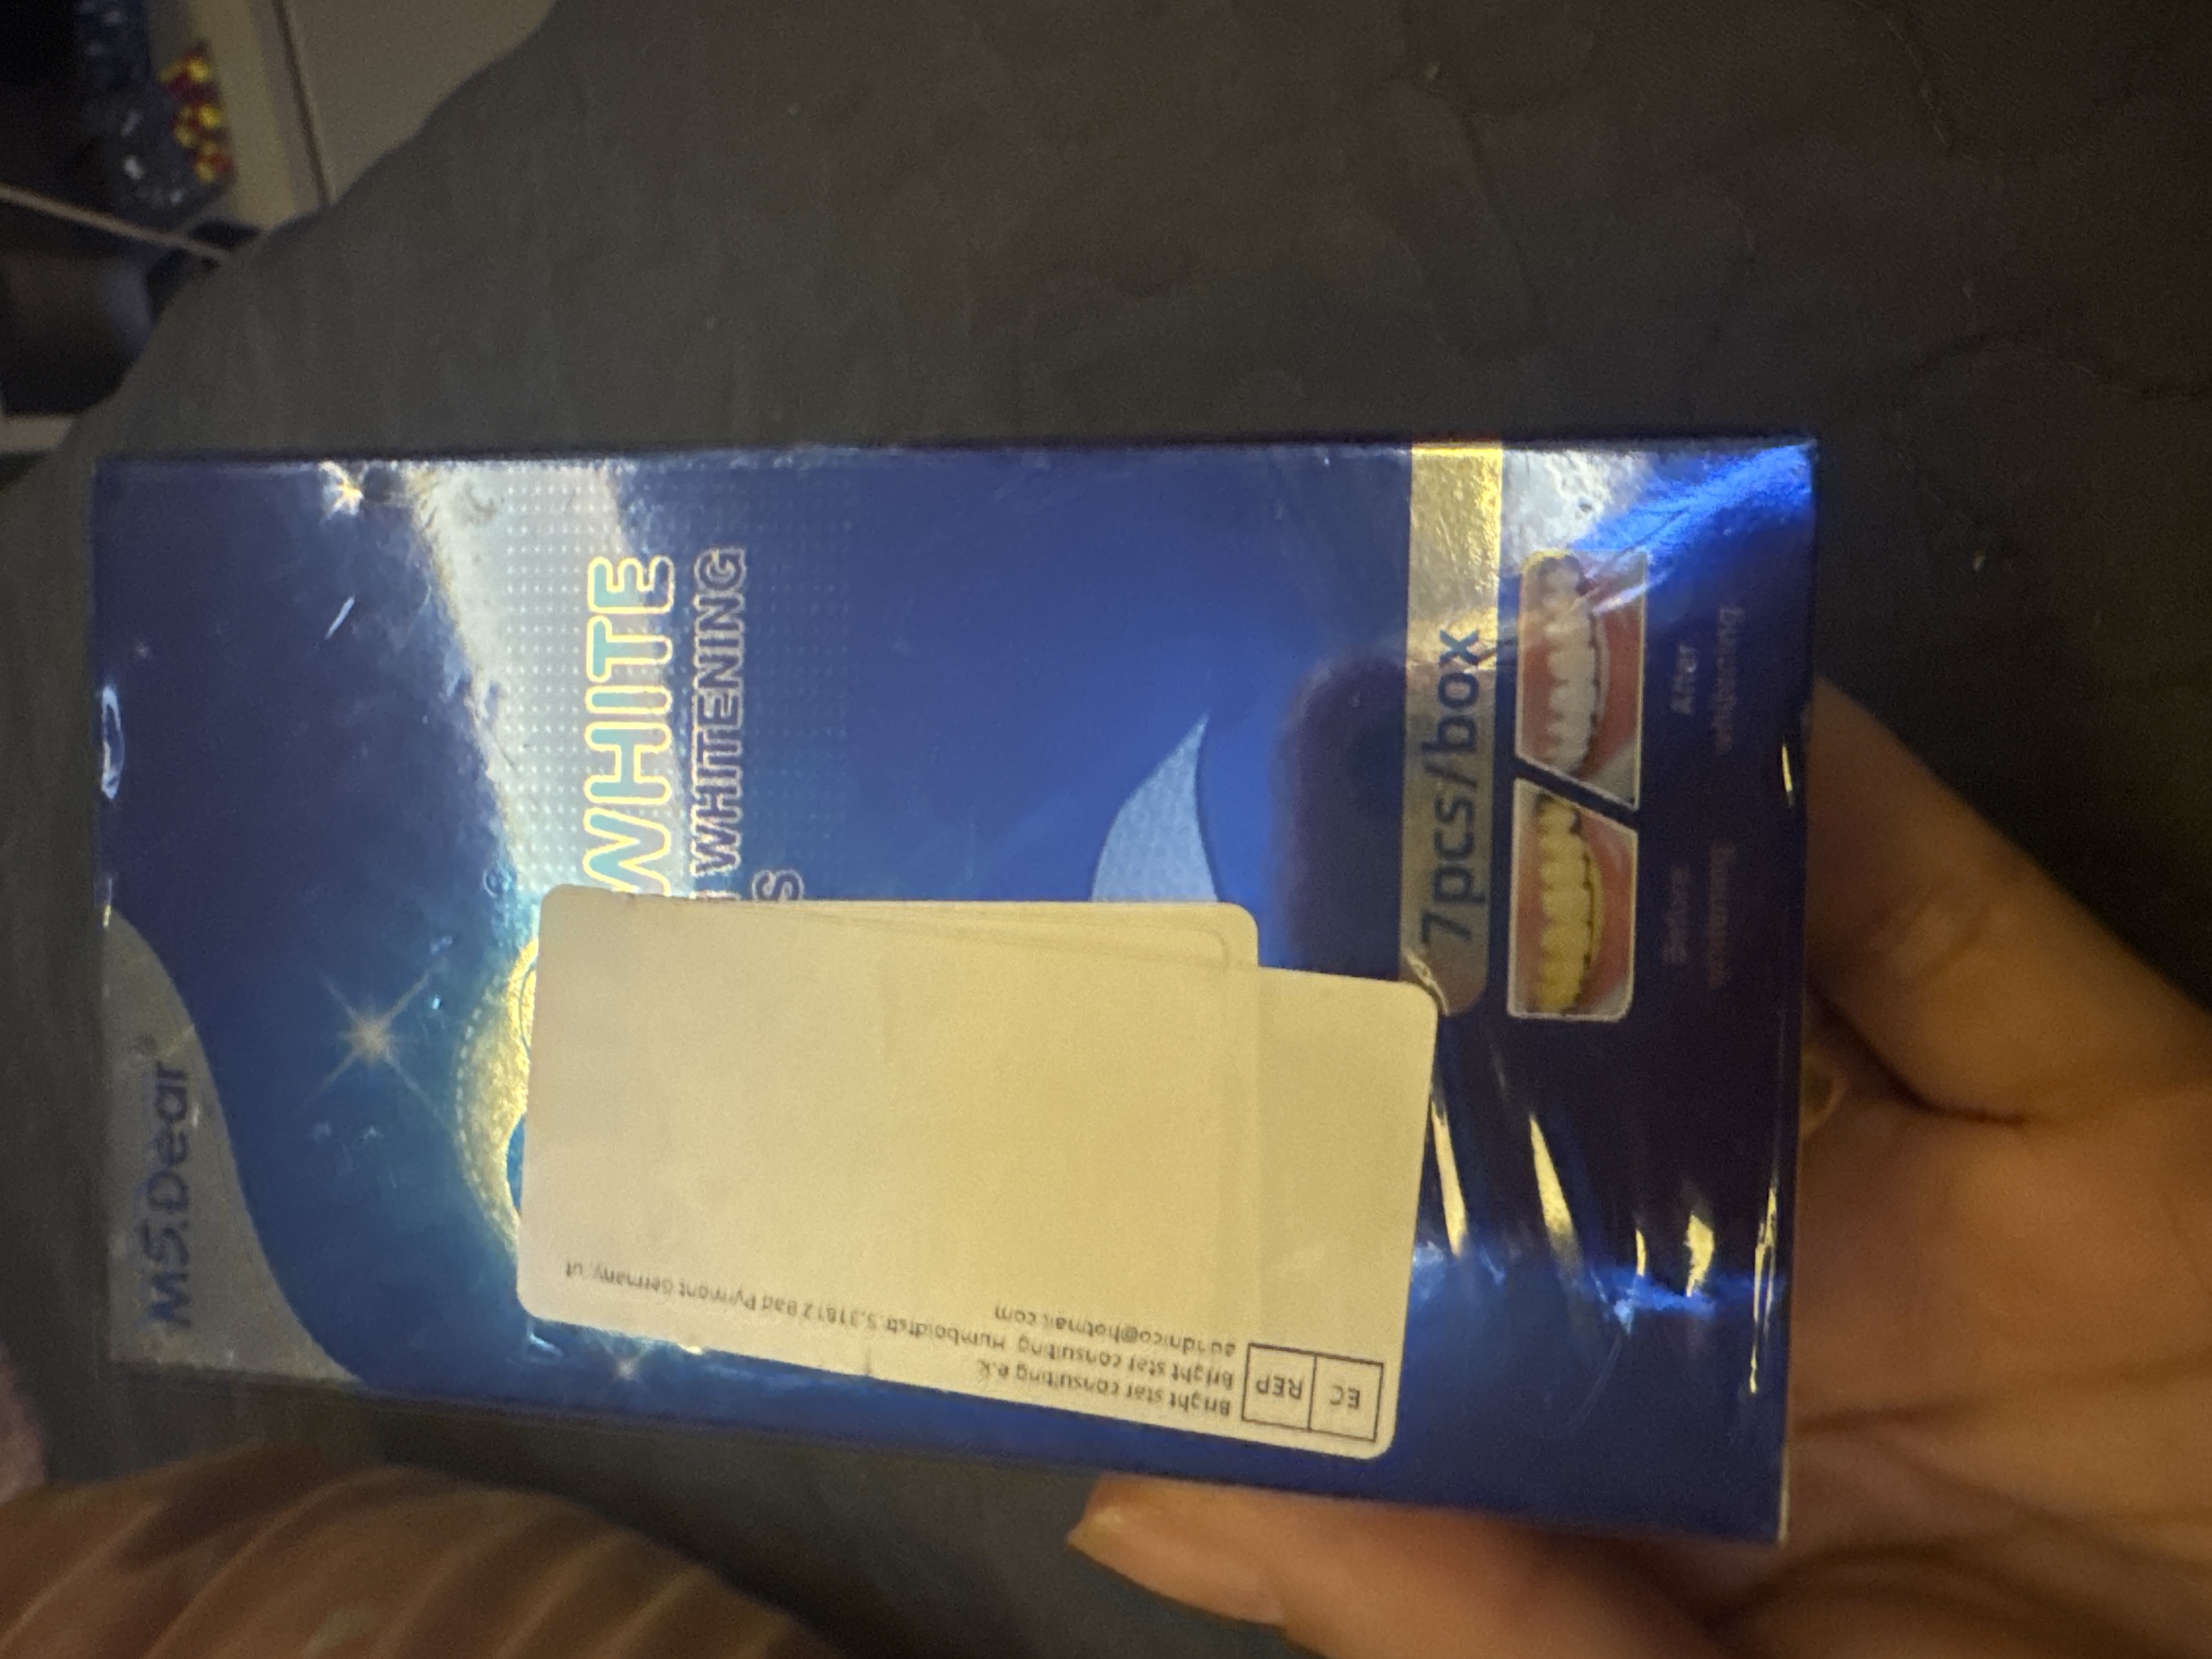 MS.Dear
WHITE
WHITENING
S
7pcs/box
Before
whitening
After
whitening
EC REP
Bright star consulting e.k.
Bright star consulting Humboldtstr 5,31812 Bad Pyrmont Germany, ut
@hotmail.com